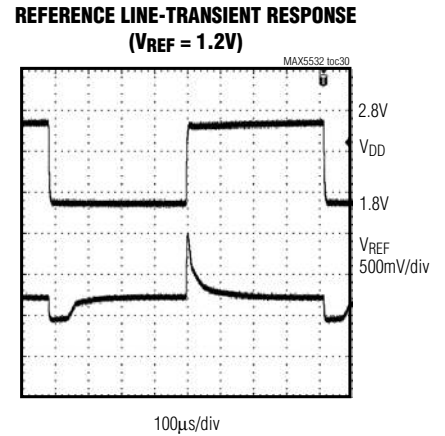 REFERENCE LINE-TRANSIENT RESPONSE
(VREF = 1.2V)
MAX5532 toc30
2.8V
VDD
1.8V
VREF
500mV/div
100µs/div